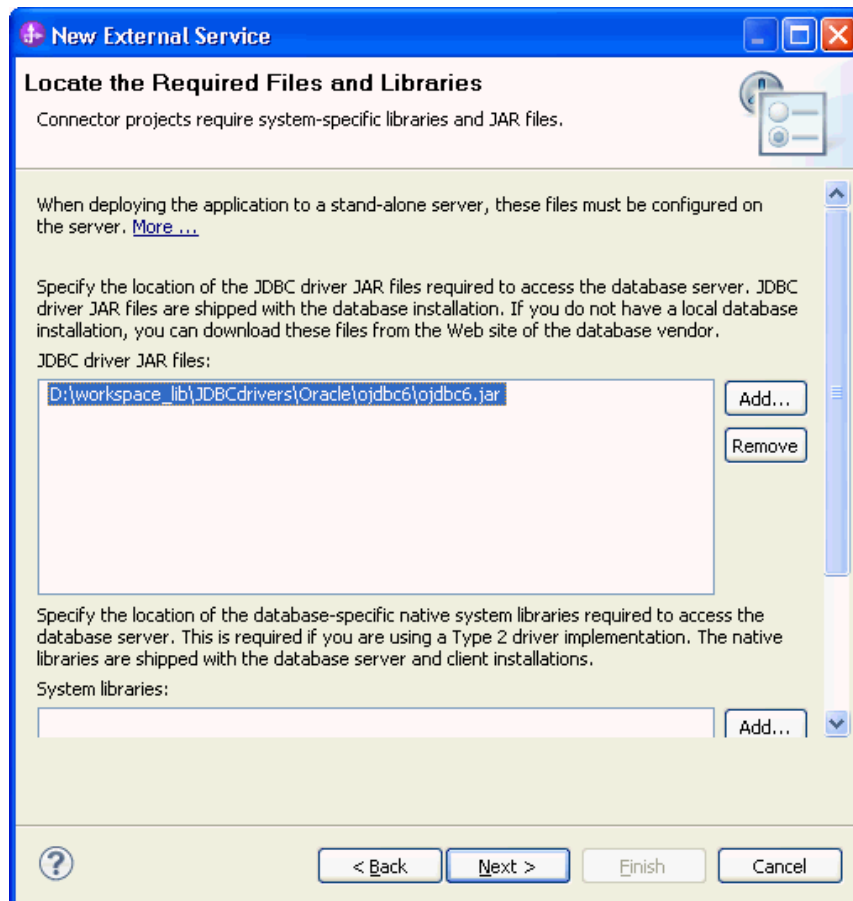 New External Service
Locate the Required Files and Libraries
Connector projects require system-specific libraries and JAR files.
When deploying the application to a stand-alone server, these files must be configured on
the server. More ...
Specify the location of the JDBC driver JAR files required to access the database server. JDBC
driver JAR files are shipped with the database installation. If you do not have a local database
installation, you can download these files from the Web site of the database vendor.
JDBC driver JAR files:
D:\workspace_lib\JDBCdrivers\Oracle\ojdbc6\ojdbc6.jar
Add...
Remove
Specify the location of the database-specific native system libraries required to access the
database server. This is required if you are using a Type 2 driver implementation. The native
libraries are shipped with the database server and client installations.
System libraries:
Add...
? < Back Next > Finish Cancel